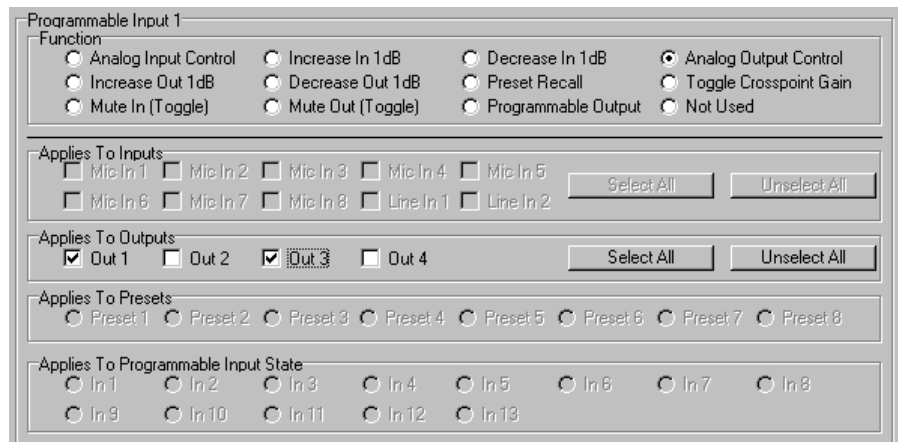 Programmable Input 1
Function
Analog Input Control Increase In 1dB Decrease In 1dB Analog Output Control
Increase Out 1dB Decrease Out 1dB Preset Recall Toggle Crosspoint Gain
Mute In (Toggle) Mute Out (Toggle) Programmable Output Not Used
Applies To Inputs
Mic In 1 Mic In 2 Mic In 3 Mic In 4 Mic In 5
Select All Unselect All
Mic In 6 Mic In 7 Mic In 8 Line In 1 Line In 2
Applies To Outputs
Out 1 Out 2 Out 3 Out 4 Select All Unselect All
Applies To Presets
Preset 1 Preset 2 Preset 3 Preset 4 Preset 5 Preset 6 Preset 7 Preset 8
Applies To Programmable Input State
In 1 In 2 In 3 In 4 In 5 In 6 In 7 In 8
In 9 In 10 In 11 In 12 In 13